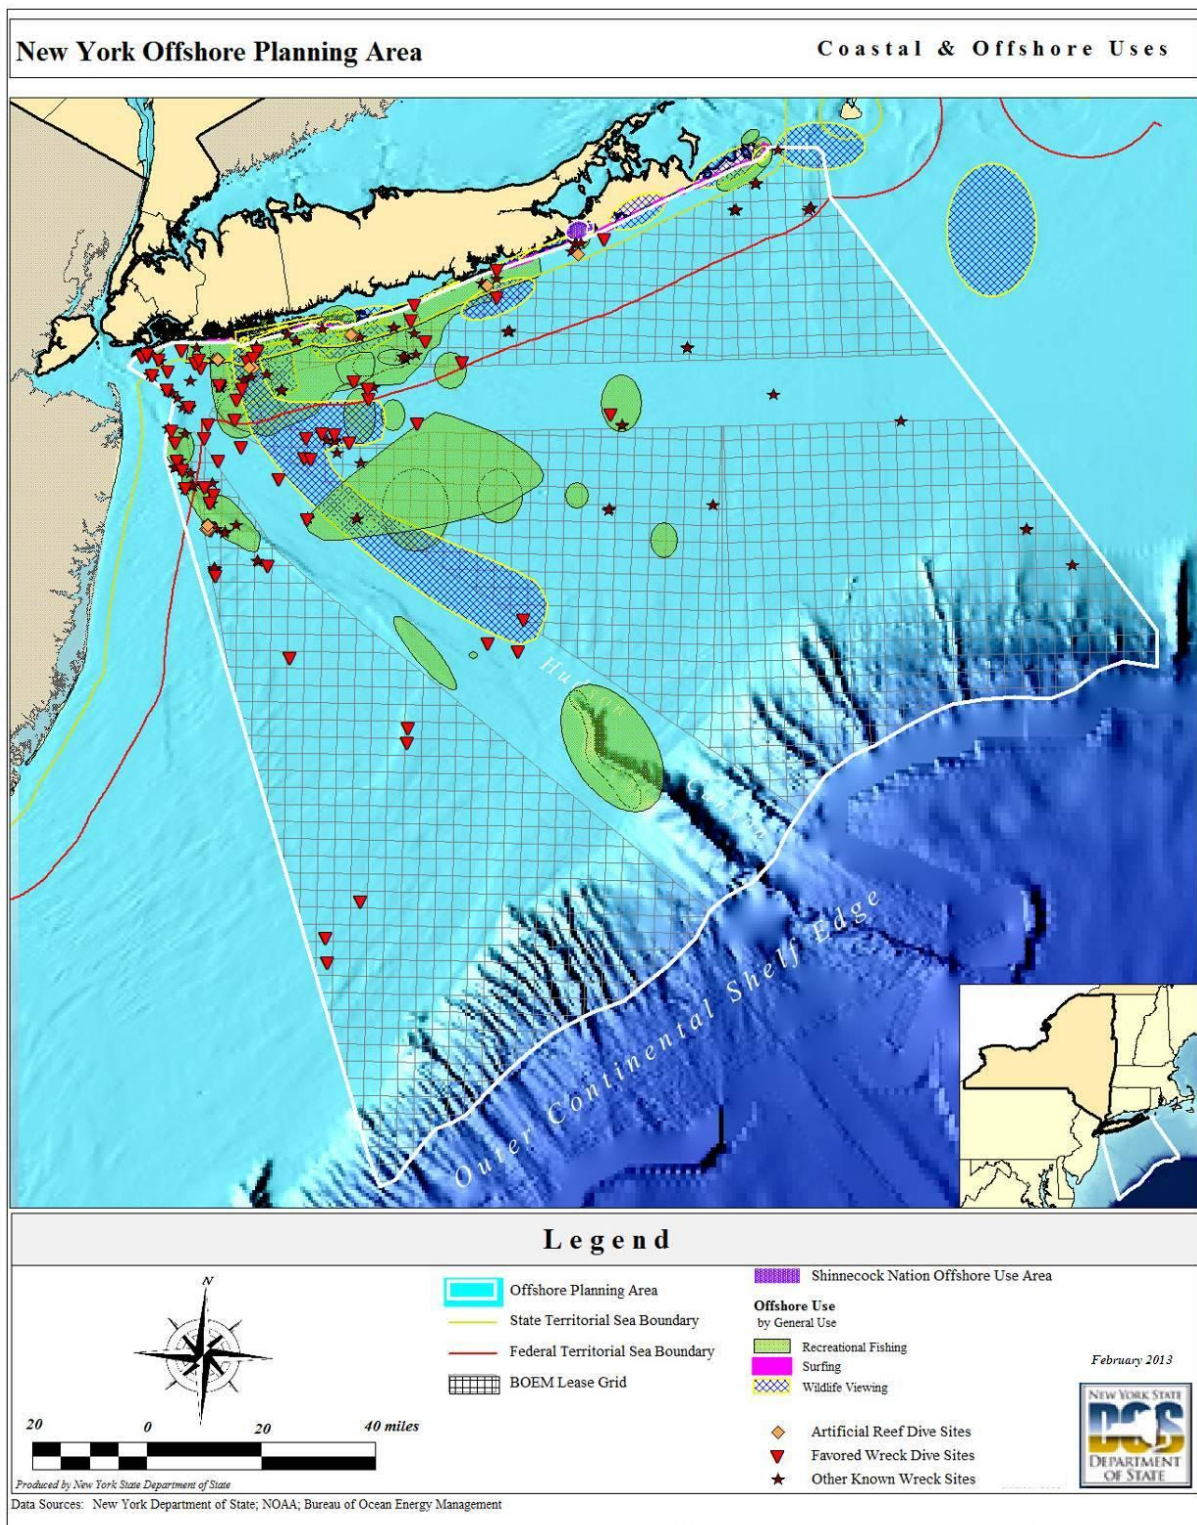 New York Offshore Planning Area
Coastal & Offshore Uses
Hudson
Canyon
Outer Continental Shelf Edge
Legend
N
20 0 20 40 miles
Produced by New York State Department of State
Offshore Planning Area
State Territorial Sea Boundary
Federal Territorial Sea Boundary
BOEM Lease Grid
Shinnecock Nation Offshore Use Area
Offshore Use
by General Use
Recreational Fishing
Surfing
Wildlife Viewing
Artificial Reef Dive Sites
Favored Wreck Dive Sites
Other Known Wreck Sites
February 2013
NEW YORK STATE
DOS
DEPARTMENT
OF STATE
Data Sources: New York Department of State; NOAA; Bureau of Ocean Energy Management